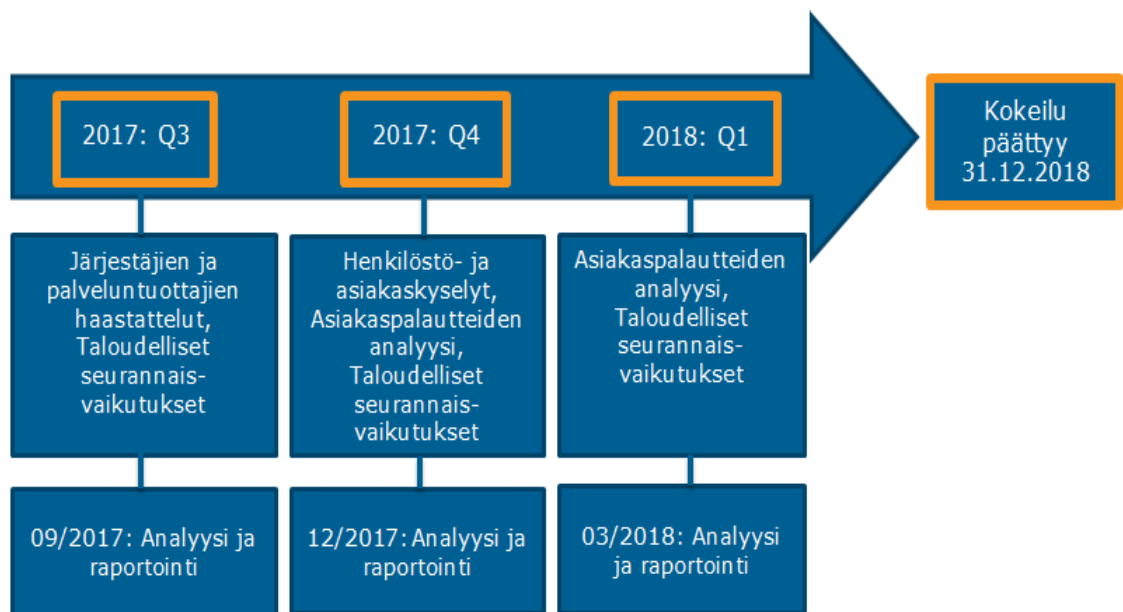 2017: Q3
2017: Q4
2018: Q1
Kokeilu
päättyy
31.12.2018
Järjestäjien ja
palveluntuottajien
haastattelut,
Taloudelliset
seurannais-
vaikutukset
Henkilöstö- ja
asiakaskyselyt,
Asiakaspalautteiden
analyysi,
Taloudelliset
seurannais-
vaikutukset
Asiakaspalautteiden
analyysi,
Taloudelliset
seurannais-
vaikutukset
09/2017: Analyysi ja
raportointi
12/2017: Analyysi ja
raportointi
03/2018: Analyysi
ja raportointi